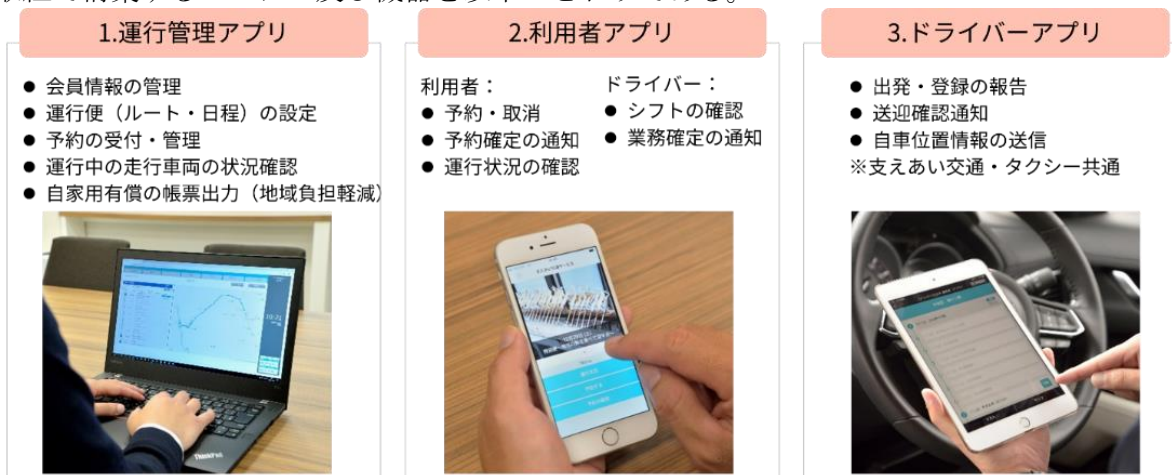 1.運行管理アプリ
● 会員情報の管理
● 運行便（ルート・日程）の設定
● 予約の受付・管理
● 運行中の走行車両の状況確認
● 自家用有償の帳票出力（地域負担軽減）
2.利用者アプリ
利用者：
● 予約・取消
● 予約確定の通知
● 運行状況の確認
ドライバー：
● シフトの確認
● 業務確定の通知
3.ドライバーアプリ
● 出発・登録の報告
● 送迎確認通知
● 自車位置情報の送信
※支えあい交通・タクシー共通
ThinkPad